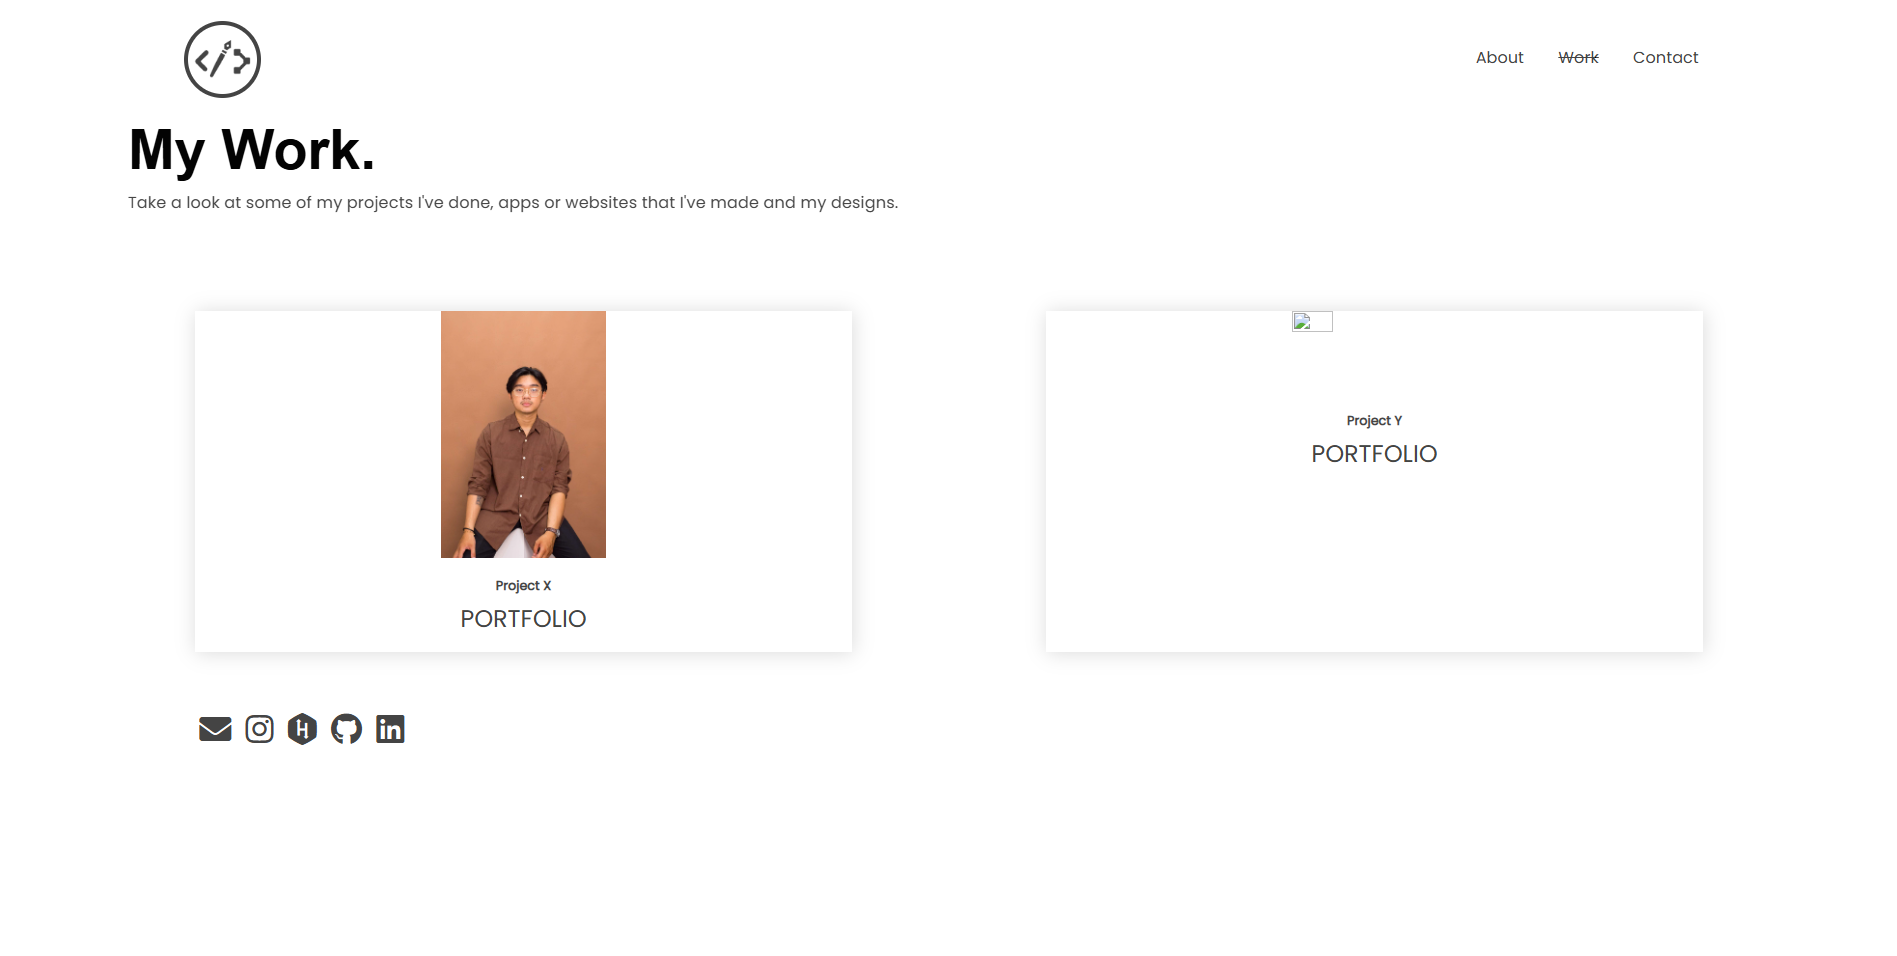 About Work Contact
My Work.
Take a look at some of my projects I've done, apps or websites that I've made and my designs.
Project X
PORTFOLIO
Project Y
PORTFOLIO